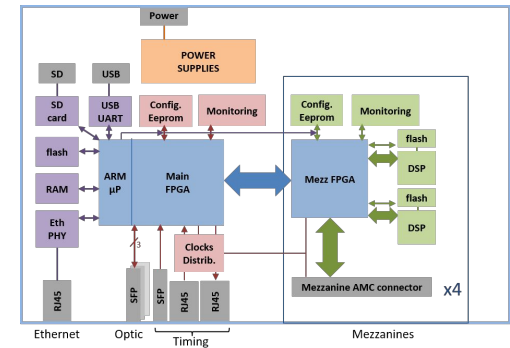 Power
POWER
SUPPLIES
SD
USB
SD
card
USB
UART
Config.
Eeprom
Monitoring
Config.
Eeprom
Monitoring
flash
ARM
µP
Main
FPGA
Mezz FPGA
flash
DSP
RAM
flash
DSP
Eth
PHY
3
Clocks
Distrib.
RJ45
SFP
SFP
RJ45
RJ45
Mezzanine AMC connector
x4
Ethernet
Optic
Timing
Mezzanines